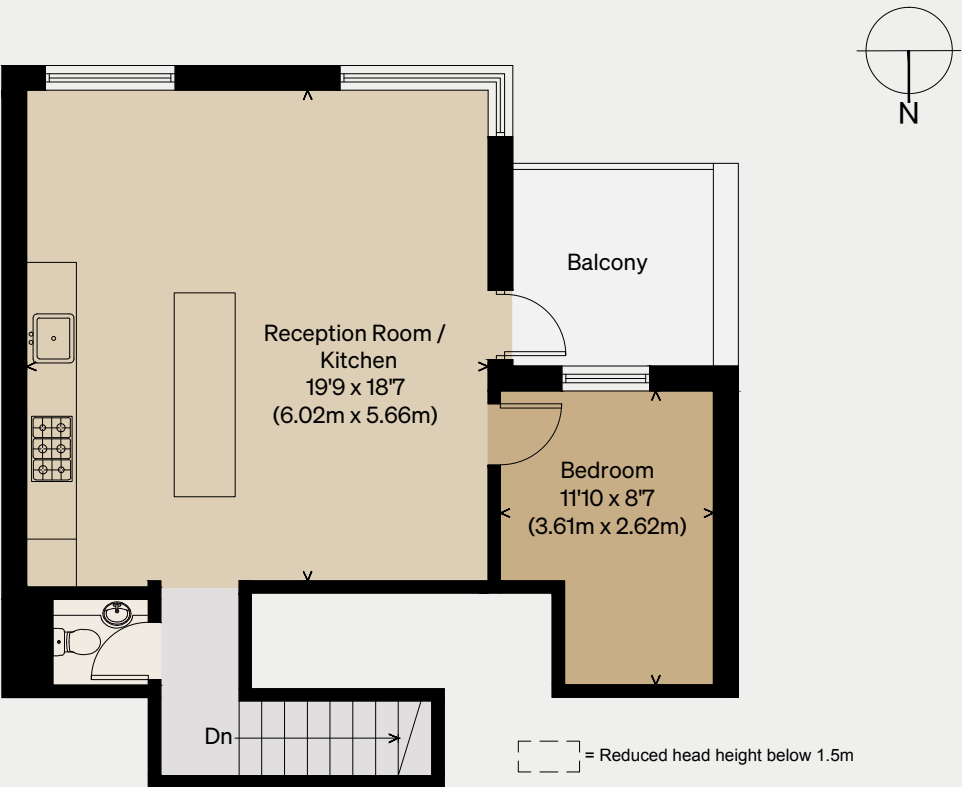 N
Balcony
Reception Room /
Kitchen
19'9 x 18'7
(6.02m x 5.66m)
Bedroom
11'10 x 8'7
(3.61m x 2.62m)
Dn
= Reduced head height below 1.5m